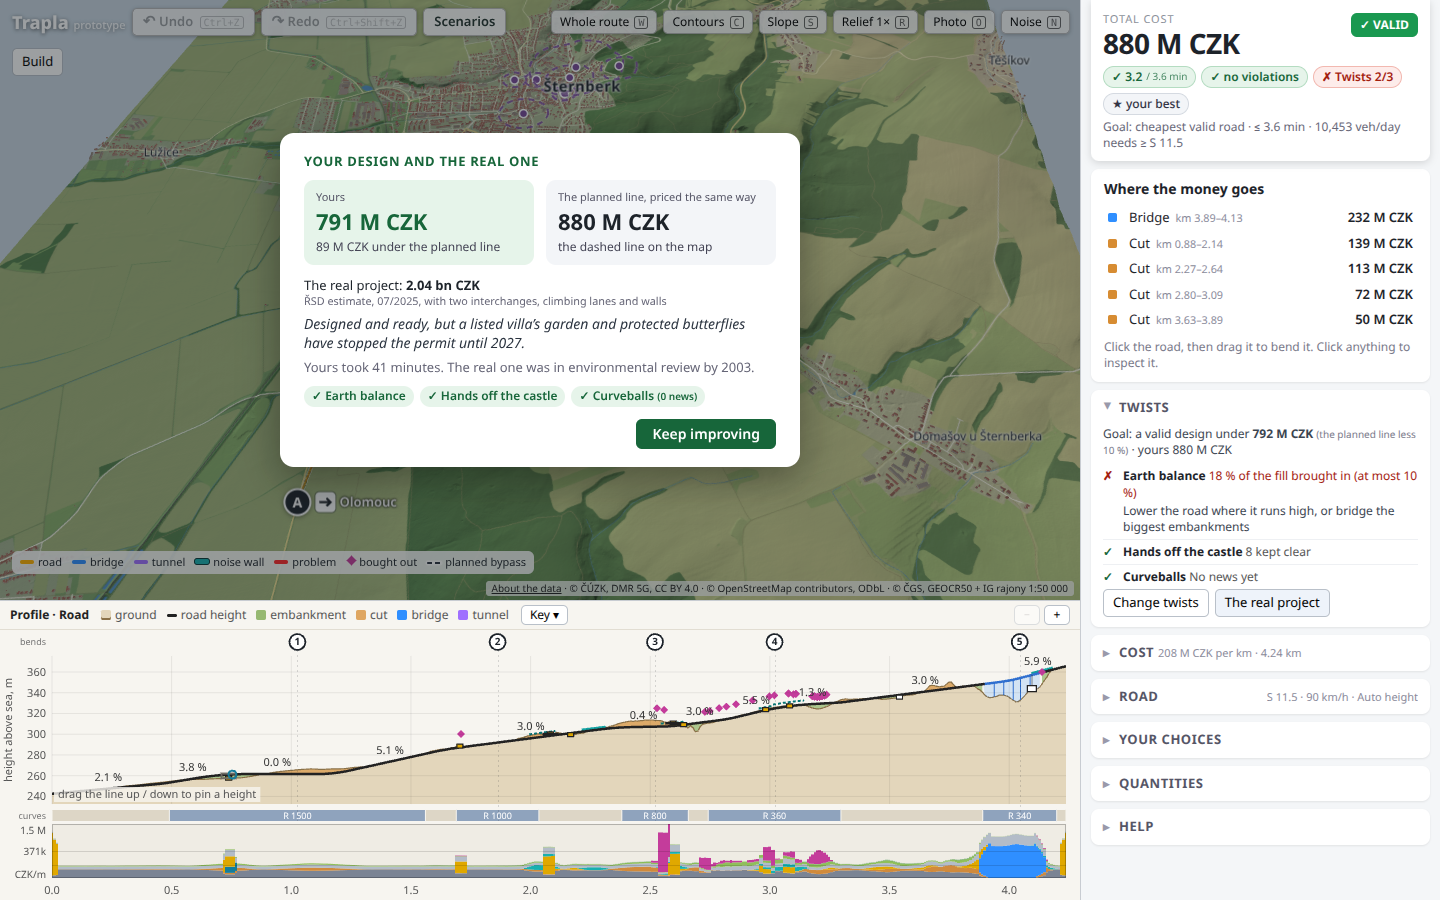 Trapla prototype
↶ Undo Ctrl+Z
↷ Redo Ctrl+Shift+Z
Scenarios
Whole route W
Contours C
Slope S
Relief 1× R
Photo O
Noise N
Build
Šternberk
Těšíkov
Lužice
Domašov u Šternberka
A → Olomouc
YOUR DESIGN AND THE REAL ONE
Yours
791 M CZK
89 M CZK under the planned line
The planned line, priced the same way
880 M CZK
the dashed line on the map
The real project: 2.04 bn CZK
ŘSD estimate, 07/2025, with two interchanges, climbing lanes and walls
Designed and ready, but a listed villa's garden and protected butterflies
have stopped the permit until 2027.
Yours took 41 minutes. The real one was in environmental review by 2003.
✓ Earth balance
✓ Hands off the castle
✓ Curveballs (0 news)
Keep improving
road
bridge
tunnel
noise wall
problem
bought out
planned bypass
About the data · © ČÚZK, DMR 5G, CC BY 4.0 · © OpenStreetMap contributors, ODbL · © ČGS, GEOCR50 + IG rajony 1:50 000
Profile · Road
ground
road height
embankment
cut
bridge
tunnel
Key ▾
−
+
bends
1
2
3
4
5
height above sea, m
360
340
320
300
280
260
240
2.1 %
3.8 %
0.0 %
5.1 %
3.0 %
0.4 %
3.0 %
5.5 %
1.3 %
3.0 %
5.9 %
drag the line up / down to pin a height
curves
R 1500
R 1000
R 800
R 360
R 340
1.5 M
371k
CZK/m
0.0
0.5
1.0
1.5
2.0
2.5
3.0
3.5
4.0
TOTAL COST
880 M CZK
✓ VALID
✓ 3.2 / 3.6 min
✓ no violations
✗ Twists 2/3
★ your best
Goal: cheapest valid road · ≤ 3.6 min · 10,453 veh/day
needs ≥ S 11.5
Where the money goes
Bridge km 3.89–4.13 232 M CZK
Cut km 0.88–2.14 139 M CZK
Cut km 2.27–2.64 113 M CZK
Cut km 2.80–3.09 72 M CZK
Cut km 3.63–3.89 50 M CZK
Click the road, then drag it to bend it. Click anything to
inspect it.
▼ TWISTS
Goal: a valid design under 792 M CZK (the planned line less
10 %) · yours 880 M CZK
✗ Earth balance 18 % of the fill brought in (at most 10
%)
Lower the road where it runs high, or bridge the
biggest embankments
✓ Hands off the castle 8 kept clear
✓ Curveballs No news yet
Change twists
The real project
▶ COST 208 M CZK per km · 4.24 km
▶ ROAD S 11.5 · 90 km/h · Auto height
▶ YOUR CHOICES
▶ QUANTITIES
▶ HELP